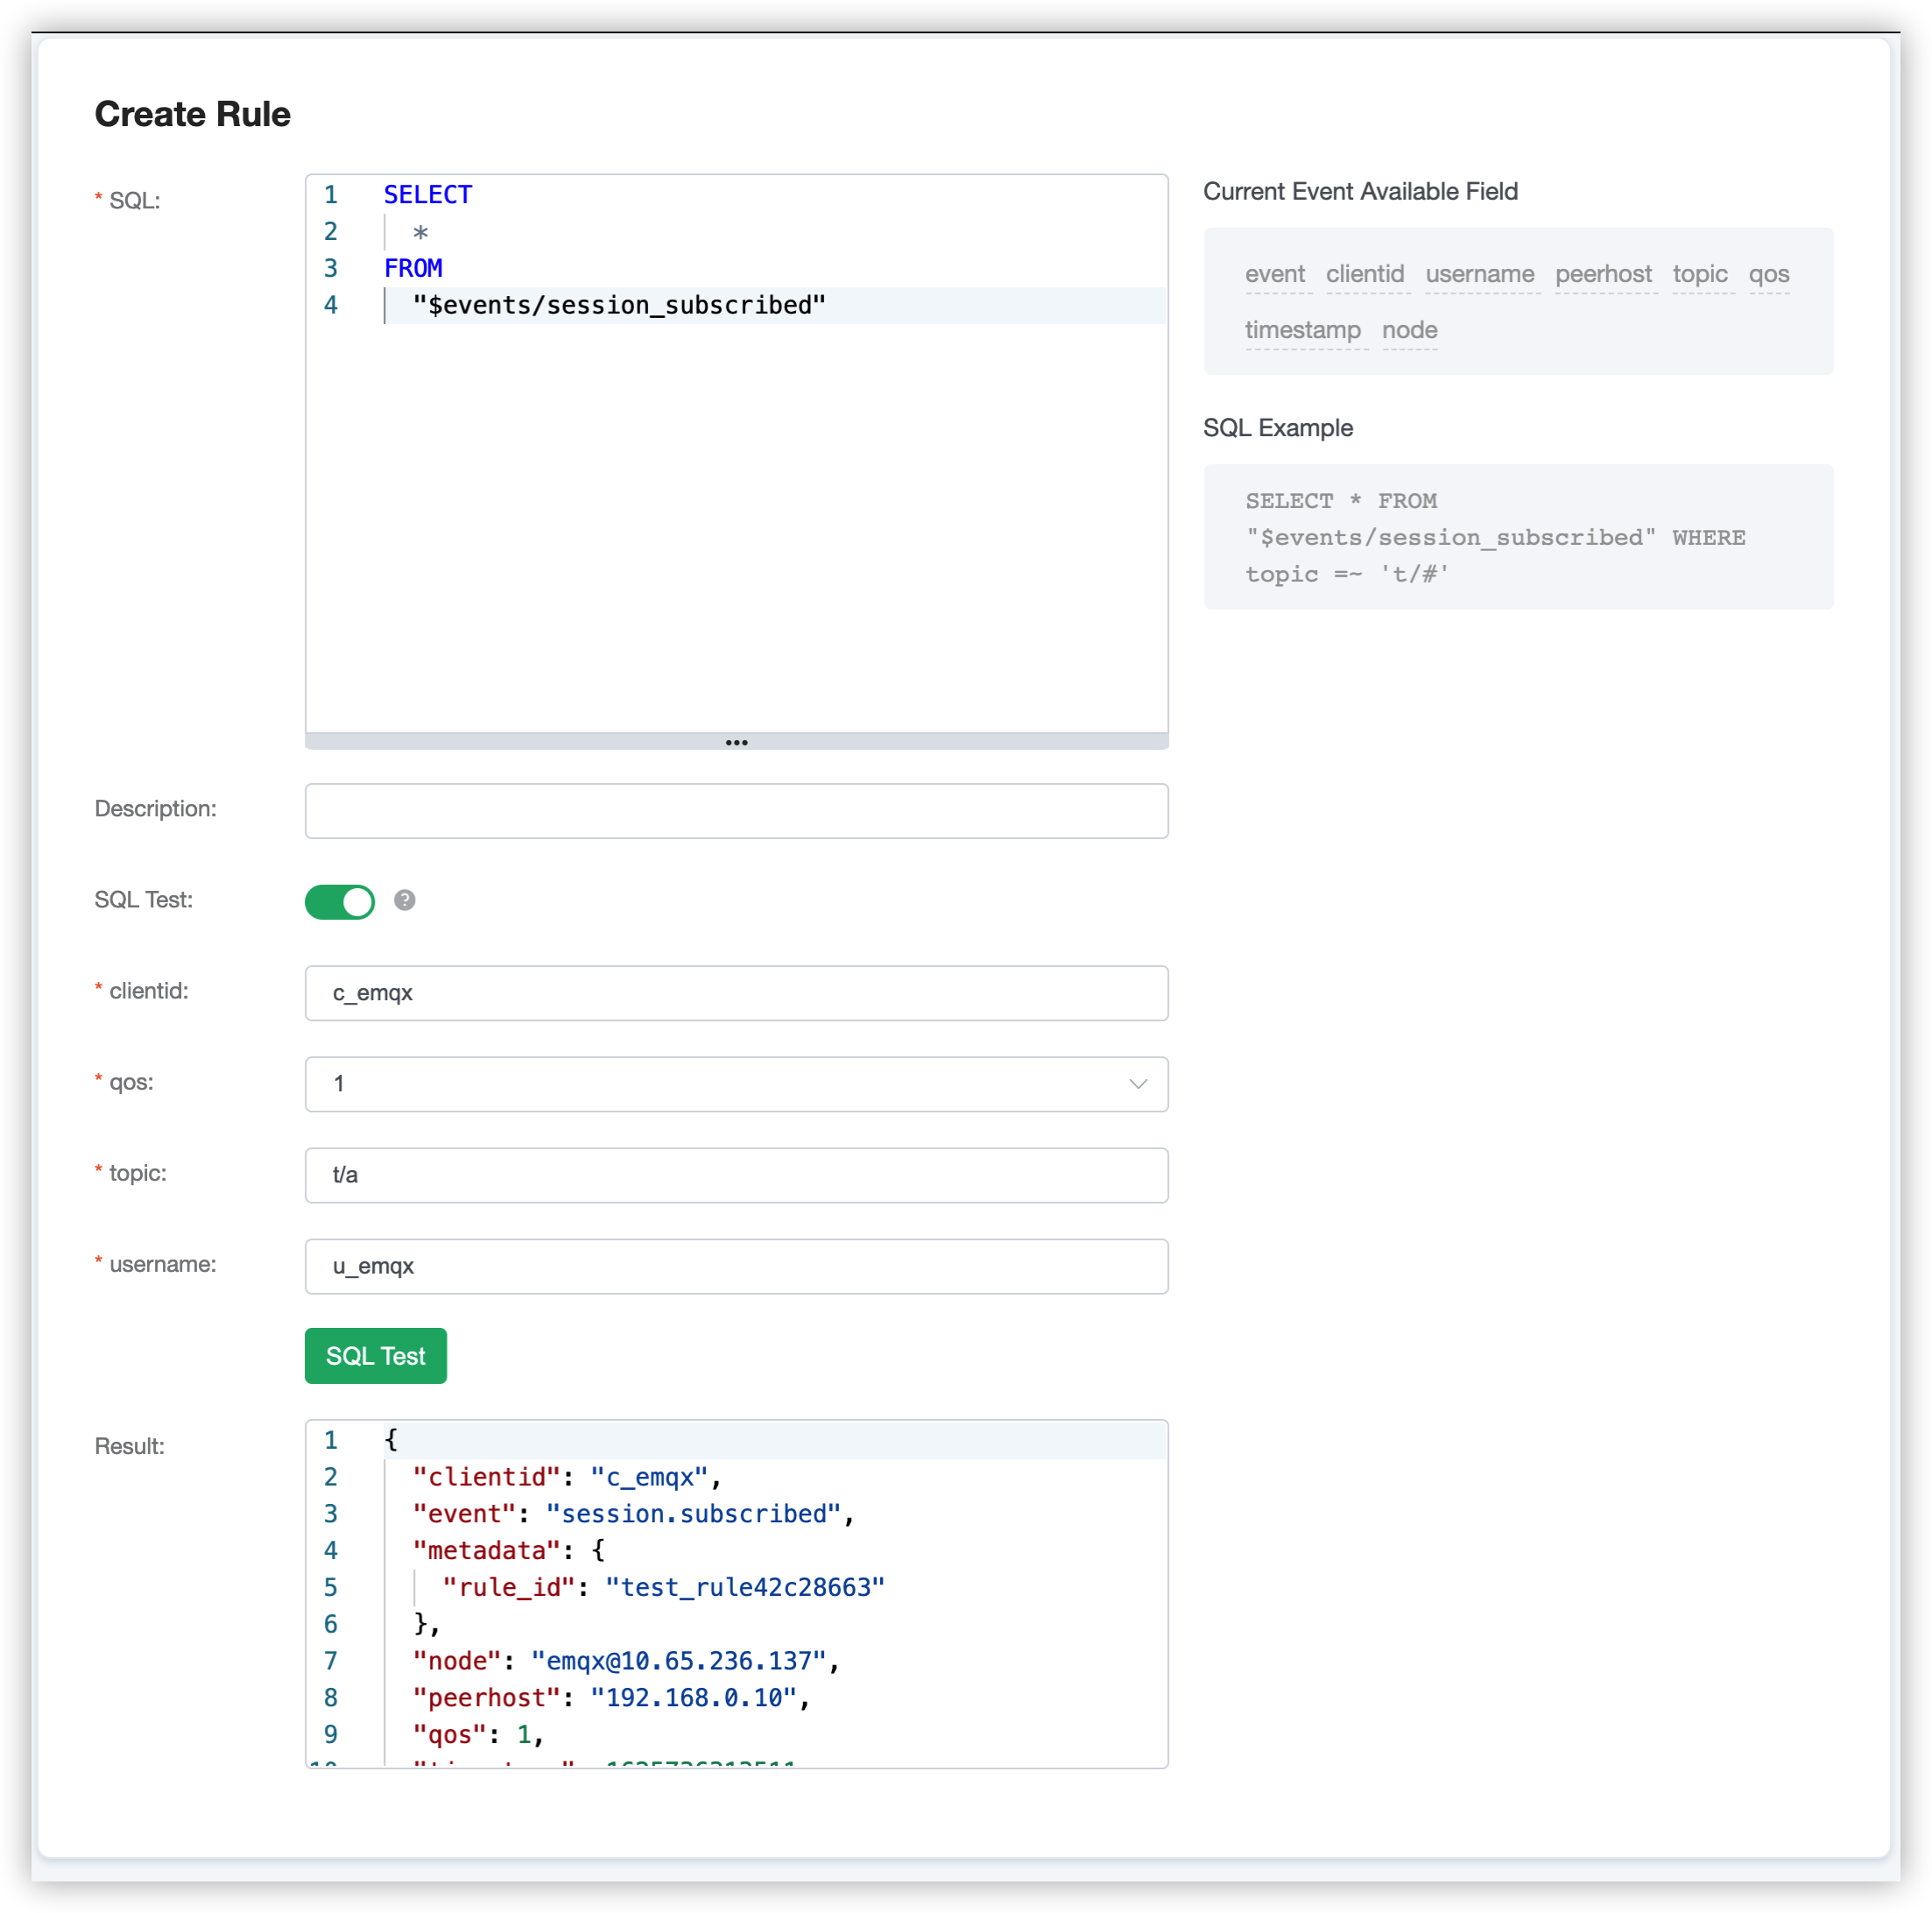 Create Rule
* SQL:
1 SELECT
2 *
3 FROM
4 "$events/session_subscribed"
Current Event Available Field
event clientid username peerhost topic qos
timestamp node
SQL Example
SELECT * FROM
"$events/session_subscribed" WHERE
topic =~ 't/#'
Description:
SQL Test:
?
* clientid:
c_emqx
* qos:
1
* topic:
t/a
* username:
u_emqx
SQL Test
Result:
1 {
2 "clientid": "c_emqx",
3 "event": "session.subscribed",
4 "metadata": {
5 "rule_id": "test_rule42c28663"
6 },
7 "node": "emqx@10.65.236.137",
8 "peerhost": "192.168.0.10",
9 "qos": 1,